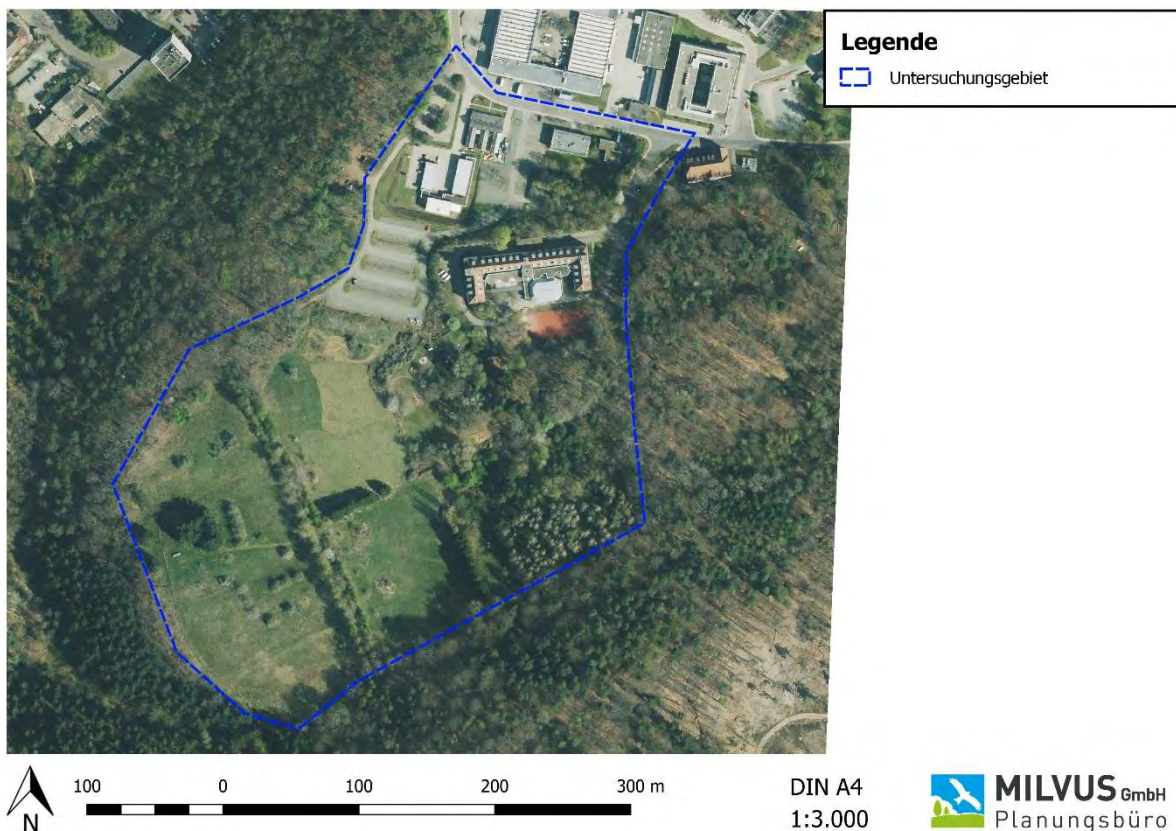 Legende
Untersuchungsgebiet
N
100 0 100 200 300 m
DIN A4
1:3.000
MILVUS GmbH
Planungsbüro